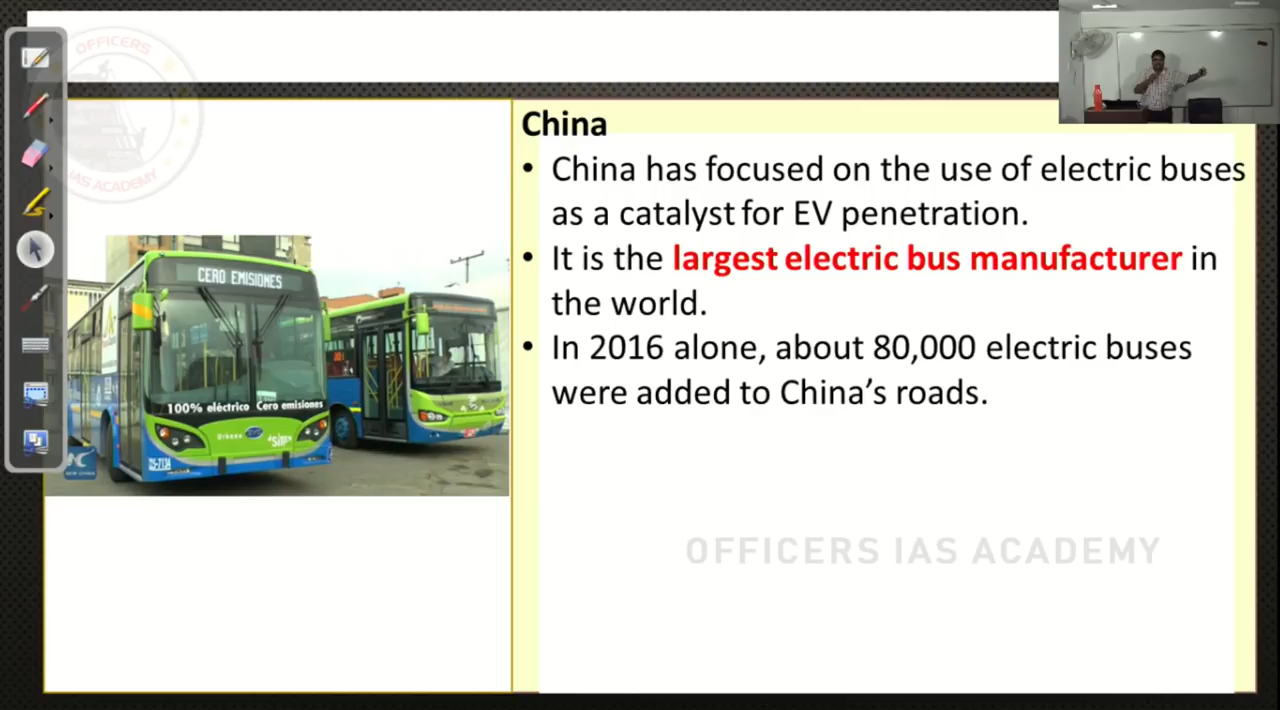 OFFICERS
IAS ACADEMY
China
• China has focused on the use of electric buses
as a catalyst for EV penetration.
• It is the largest electric bus manufacturer in
the world.
• In 2016 alone, about 80,000 electric buses
were added to China's roads.
CERO EMISIONES
100% eléctrico Cero emisiones
OFFICERS IAS ACADEMY